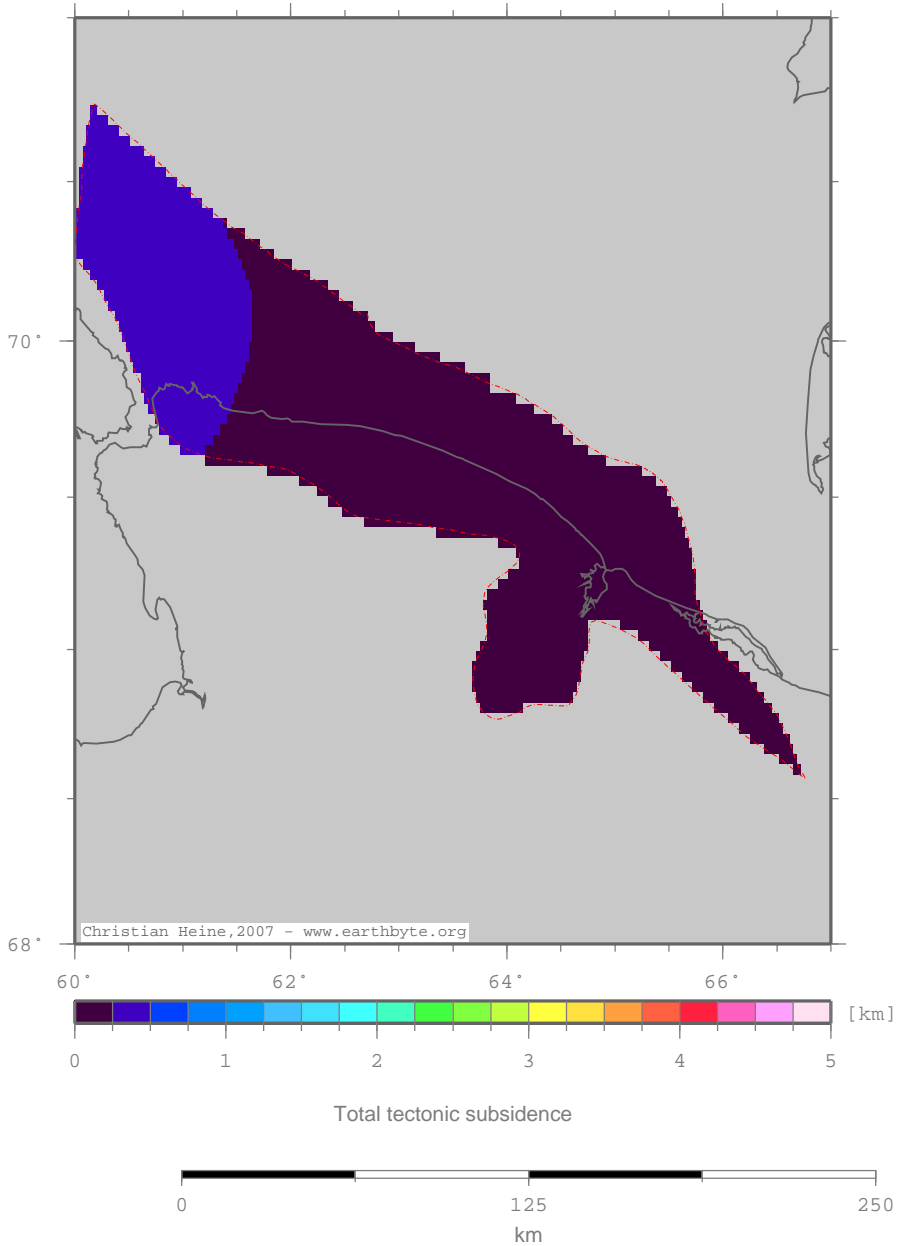 70°
68°
Christian Heine,2007 - www.earthbyte.org
60° 62° 64° 66°
[km]
0 1 2 3 4 5
Total tectonic subsidence
0 125 250
km